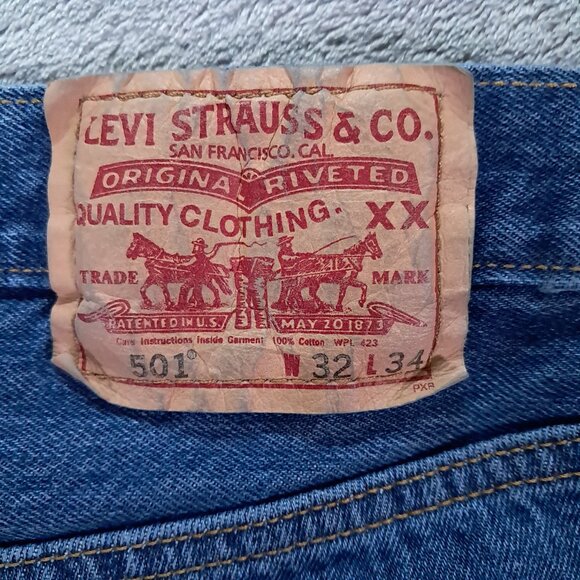 LEVI STRAUSS & CO.
SAN FRANCISCO. CAL.
ORIGINAL RIVETED
QUALITY CLOTHING. XX
TRADE MARK
PATENTED IN U.S. MAY 20 1873
Care Instructions Inside Garment 100% Cotton WPL 423
501® W 32 L 34
PXR